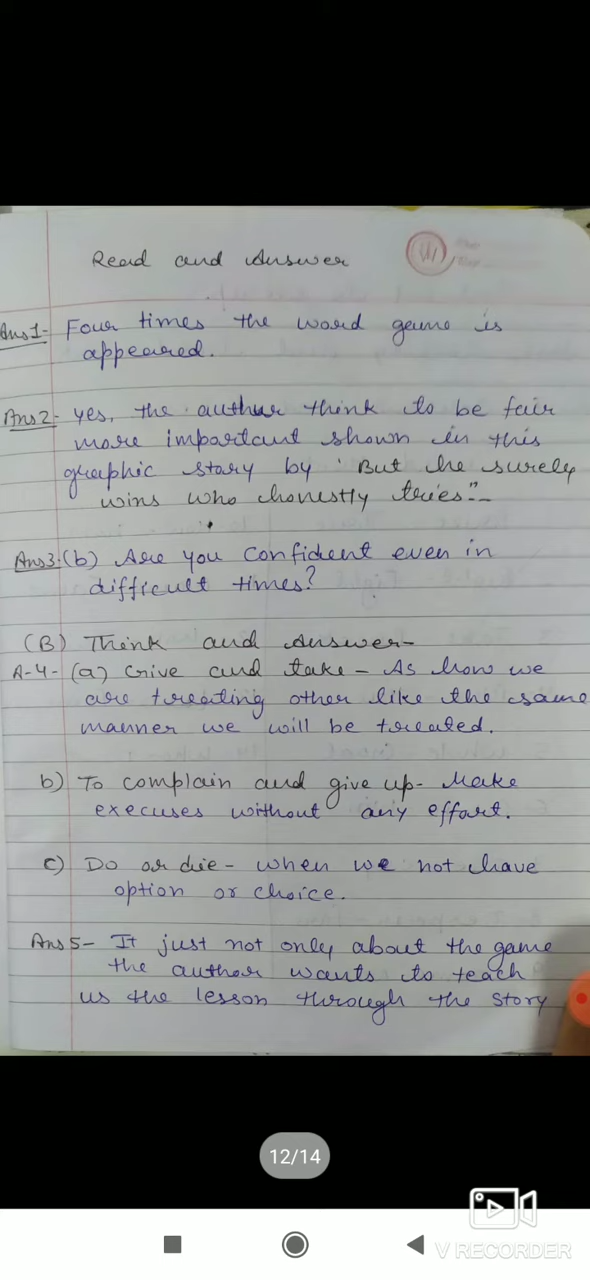 Read and Answer
Ans1- Four times the word game is
appeared.
Ans2- yes, the author think to be fair
more important shown in this
graphic story by "But he surely
wins who honestly tries"-
Ans3:(b) Are you confident even in
difficult times?
(B) Think and Answer-
A-4- (a) Give and take - As how we
are treating other like the same
manner we will be treated.
b) To complain and give up- Make
execuses without any effort.
c) Do or die - when we not have
option or choice.
Ans5- It just not only about the game
the author wants to teach
us the lesson through the story
12/14
V RECORDER